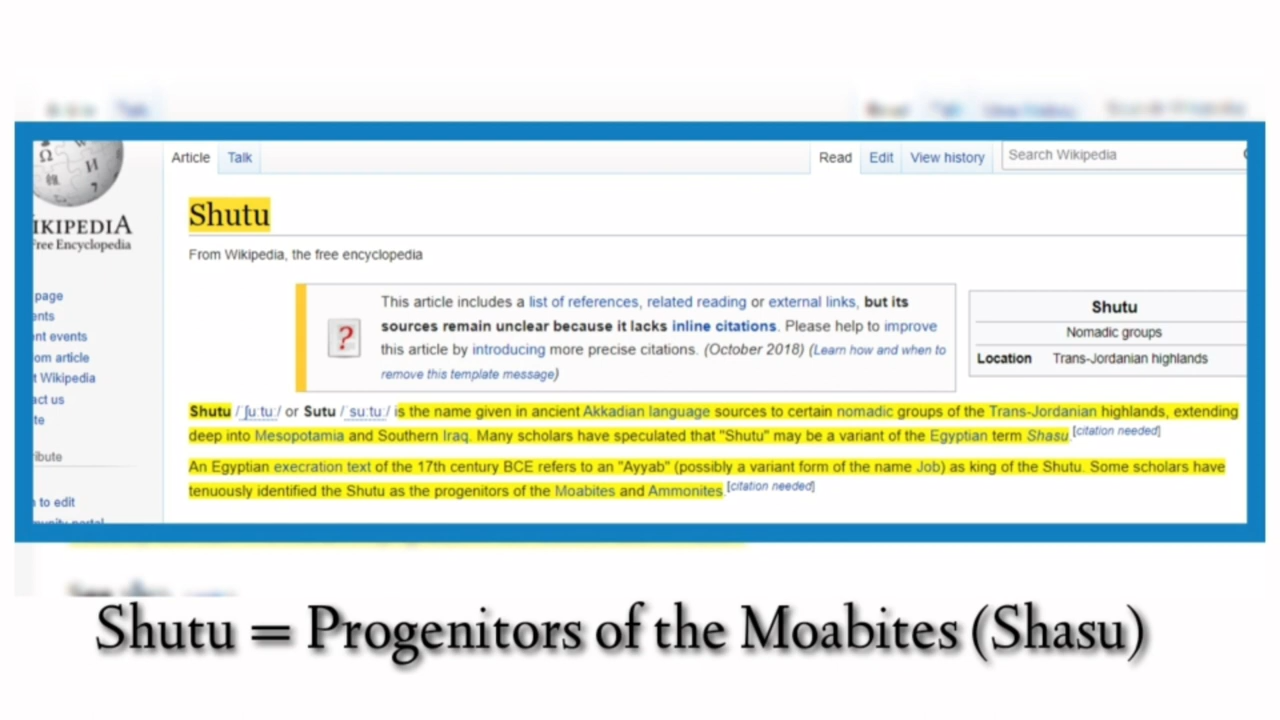 Article Talk Read Edit View history Search Wikipedia
IKIPEDIA
Free Encyclopedia
Shutu
From Wikipedia, the free encyclopedia
page
ents
nt events
om article
t Wikipedia
act us
te
ribute
to edit
This article includes a list of references, related reading or external links, but its
sources remain unclear because it lacks inline citations. Please help to improve
this article by introducing more precise citations. (October 2018) (Learn how and when to
remove this template message)
Shutu
Nomadic groups
Location Trans-Jordanian highlands
Shutu /ˈʃuːtuː/ or Sutu /ˈsuːtuː/ is the name given in ancient Akkadian language sources to certain nomadic groups of the Trans-Jordanian highlands, extending
deep into Mesopotamia and Southern Iraq. Many scholars have speculated that "Shutu" may be a variant of the Egyptian term Shasu.[citation needed]
An Egyptian execration text of the 17th century BCE refers to an "Ayyab" (possibly a variant form of the name Job) as king of the Shutu. Some scholars have
tenuously identified the Shutu as the progenitors of the Moabites and Ammonites.[citation needed]
Shutu = Progenitors of the Moabites (Shasu)